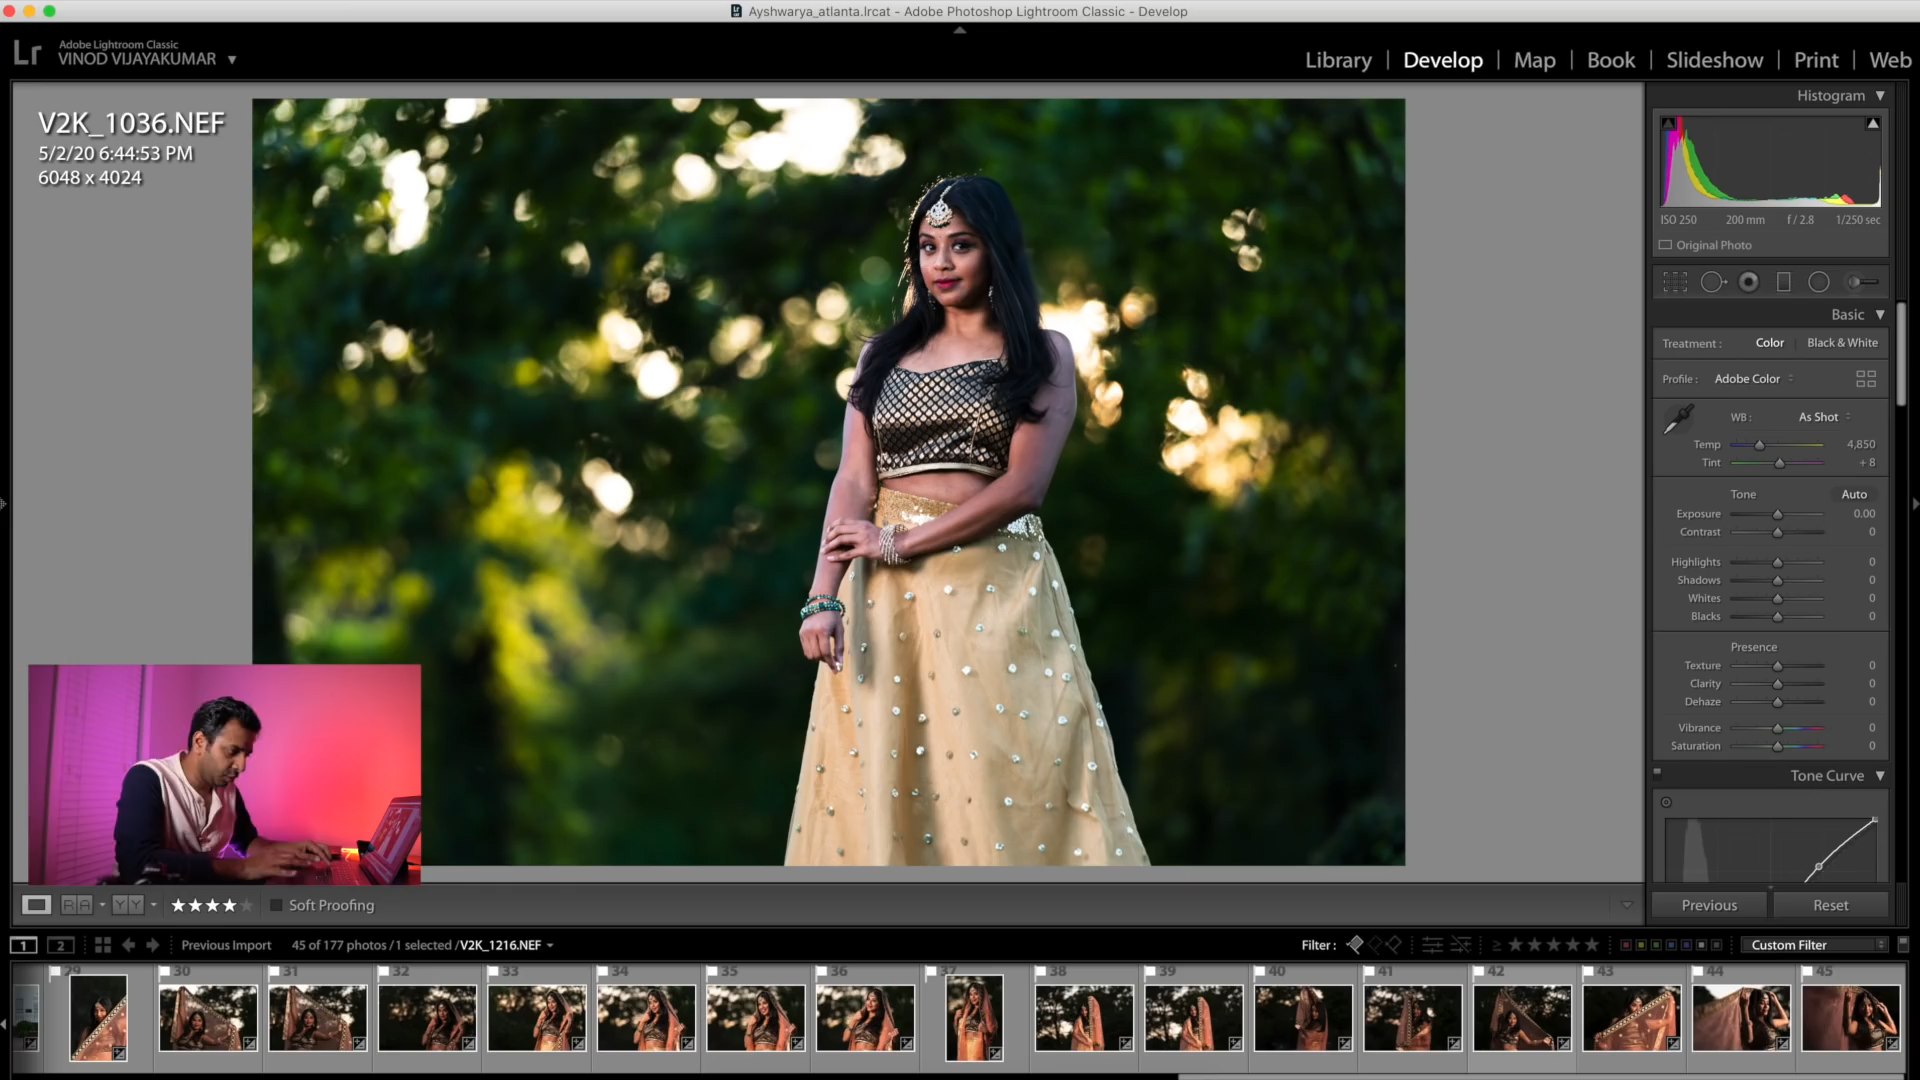 Ayshwarya_atlanta.lrcat - Adobe Photoshop Lightroom Classic - Develop
Lr
Adobe Lightroom Classic
VINOD VIJAYAKUMAR
Library | Develop | Map | Book | Slideshow | Print | Web
V2K_1036.NEF
5/2/20 6:44:53 PM
6048 x 4024
Histogram
ISO 250 200 mm f / 2.8 1/250 sec
Original Photo
Basic
Treatment : Color Black & White
Profile : Adobe Color
WB : As Shot
Temp 4,850
Tint + 8
Tone Auto
Exposure 0.00
Contrast 0
Highlights 0
Shadows 0
Whites 0
Blacks 0
Presence
Texture 0
Clarity 0
Dehaze 0
Vibrance 0
Saturation 0
Tone Curve
Previous Reset
RA YY Soft Proofing
1 2 Previous Import 45 of 177 photos / 1 selected / V2K_1216.NEF Filter : ≥ Custom Filter
29 30 31 32 33 34 35 36 37 38 39 40 41 42 43 44 45